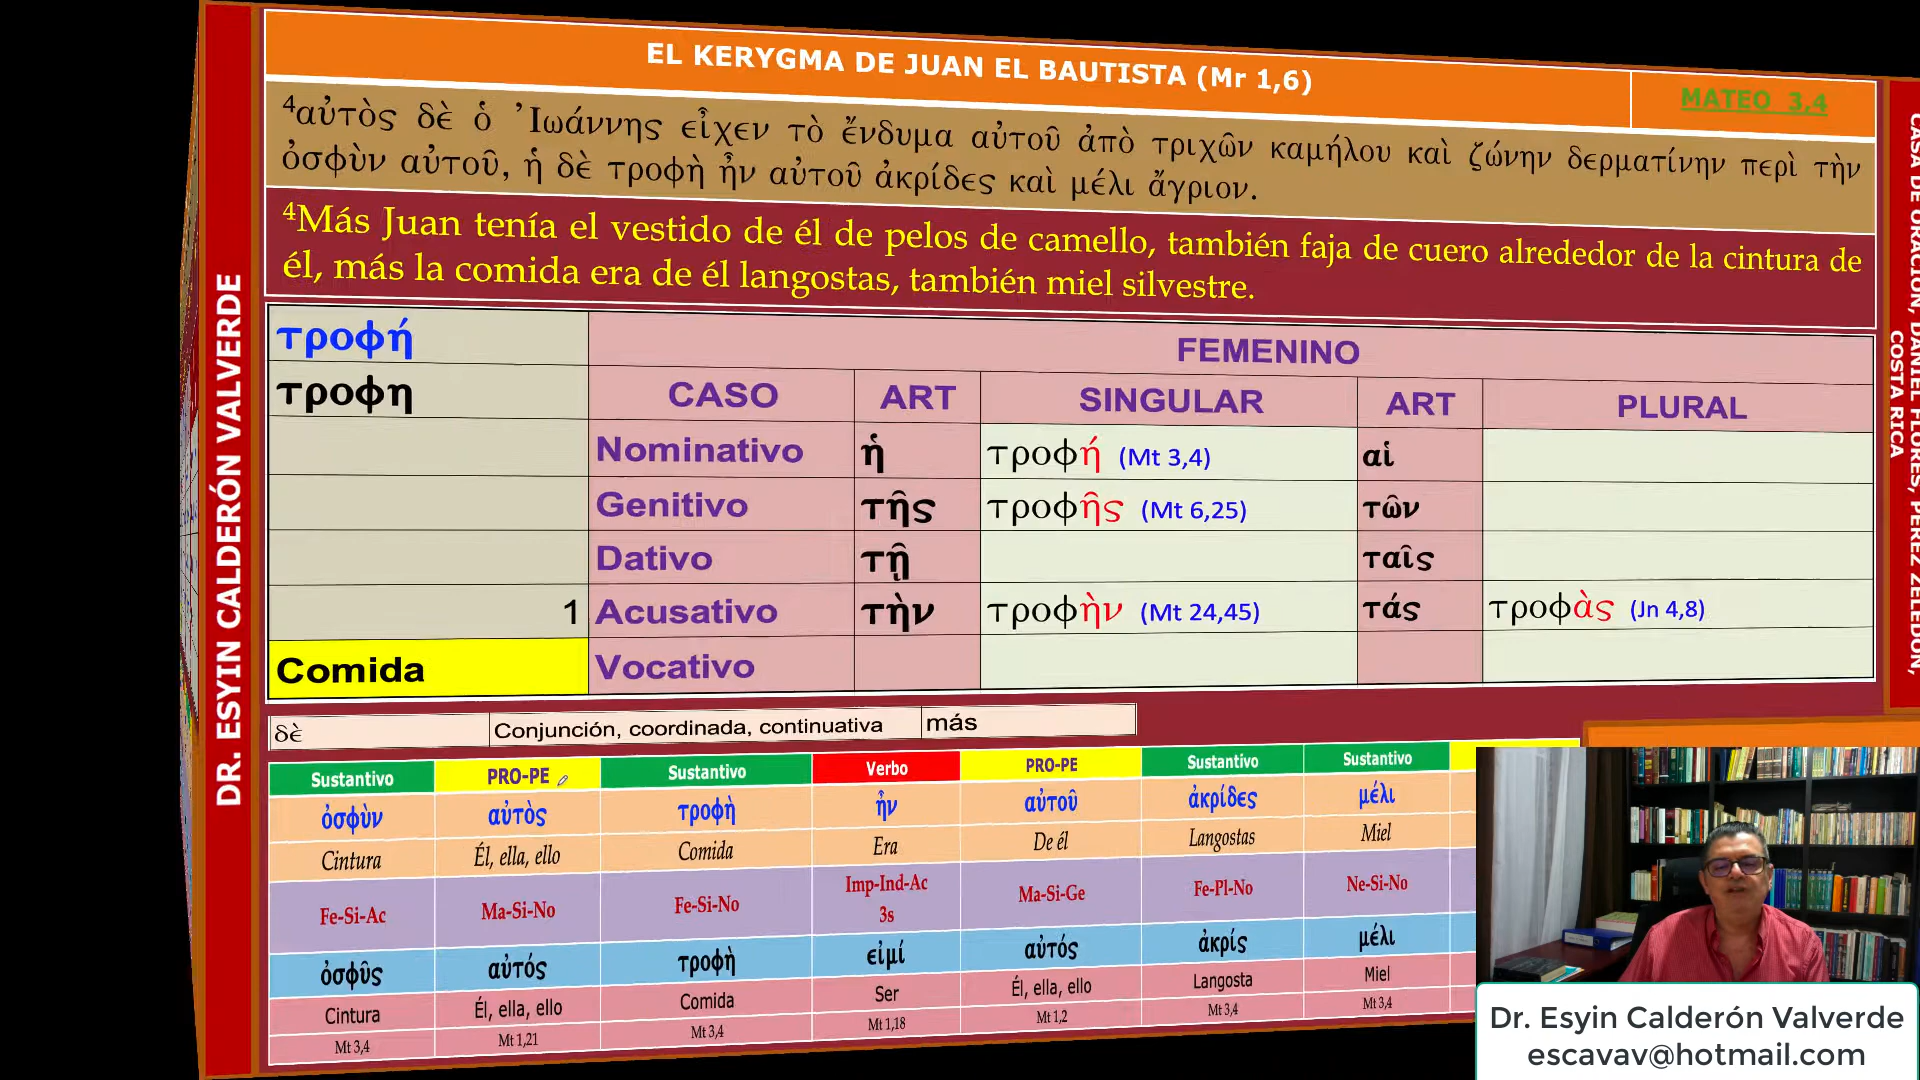 EL KERYGMA DE JUAN EL BAUTISTA (Mr 1,6)
MATEO 3,4
⁴αὐτὸς δὲ ὁ Ἰωάννης εἶχεν τὸ ἔνδυμα αὐτοῦ ἀπὸ τριχῶν καμήλου καὶ ζώνην δερματίνην περὶ τὴν
ὀσφὺν αὐτοῦ, ἡ δὲ τροφὴ ἦν αὐτοῦ ἀκρίδες καὶ μέλι ἄγριον.
⁴Más Juan tenía el vestido de él de pelos de camello, también faja de cuero alrededor de la cintura de
él, más la comida era de él langostas, también miel silvestre.
τροφή FEMENINO
τροφη CASO ART SINGULAR ART PLURAL
Nominativo ἡ τροφή (Mt 3,4) αἱ
Genitivo τῆς τροφῆς (Mt 6,25) τῶν
Dativo τῇ ταῖς
1 Acusativo τὴν τροφὴν (Mt 24,45) τάς τροφὰς (Jn 4,8)
Comida Vocativo
δὲ Conjunción, coordinada, continuativa más
Sustantivo PRO-PE Sustantivo Verbo PRO-PE Sustantivo Sustantivo
ὀσφὺν αὐτὸς τροφὴ ἦν αὐτοῦ ἀκρίδες μέλι
Cintura Él, ella, ello Comida Era De él Langostas Miel
Fe-Si-Ac Ma-Si-No Fe-Si-No Imp-Ind-Ac 3s Ma-Si-Ge Fe-Pl-No Ne-Si-No
ὀσφῦς αὐτός τροφὴ εἰμί αὐτός ἀκρίς μέλι
Cintura Él, ella, ello Comida Ser Él, ella, ello Langosta Miel
Mt 3,4 Mt 1,21 Mt 3,4 Mt 1,18 Mt 1,2 Mt 3,4 Mt 3,4
DR. ESYIN CALDERÓN VALVERDE
CASA DE ORACIÓN, DANIEL FLORES, PÉREZ ZELEDÓN,
COSTA RICA
Dr. Esyin Calderón Valverde
escavav@hotmail.com